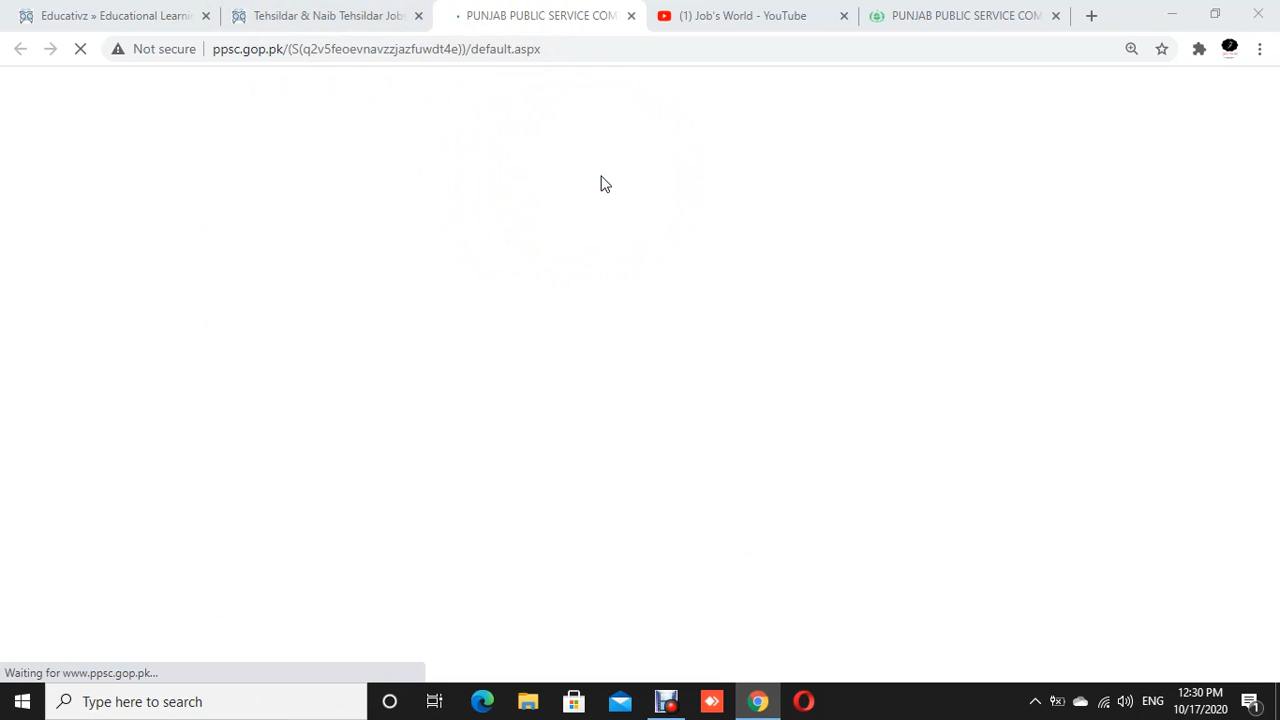 Educativz » Educational Learni
Tehsildar & Naib Tehsildar Jo
PUNJAB PUBLIC SERVICE COM
(1) Job's World - YouTube
PUNJAB PUBLIC SERVICE COM
Not secure
ppsc.gop.pk/(S(q2v5feoevnavzzjazfuwdt4e))/default.aspx
Waiting for www.ppsc.gop.pk...
Type here to search
ENG
12:30 PM
10/17/2020
1